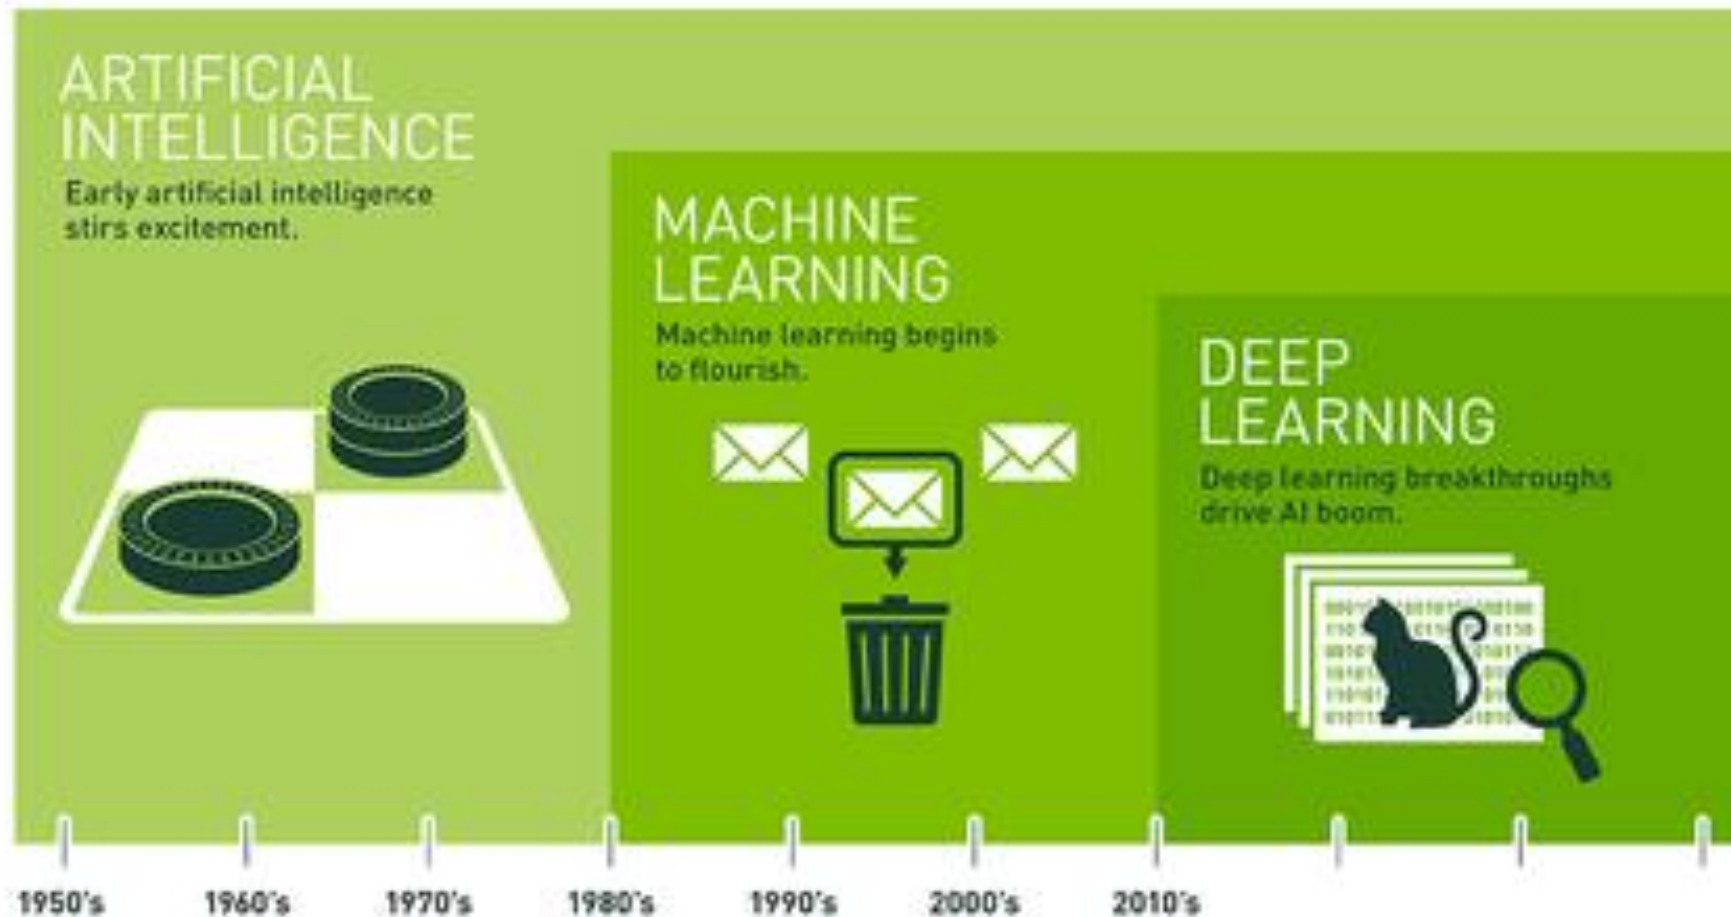 ARTIFICIAL
INTELLIGENCE
Early artificial intelligence
stirs excitement.
MACHINE
LEARNING
Machine learning begins
to flourish.
DEEP
LEARNING
Deep learning breakthroughs
drive AI boom.
1950's 1960's 1970's 1980's 1990's 2000's 2010's